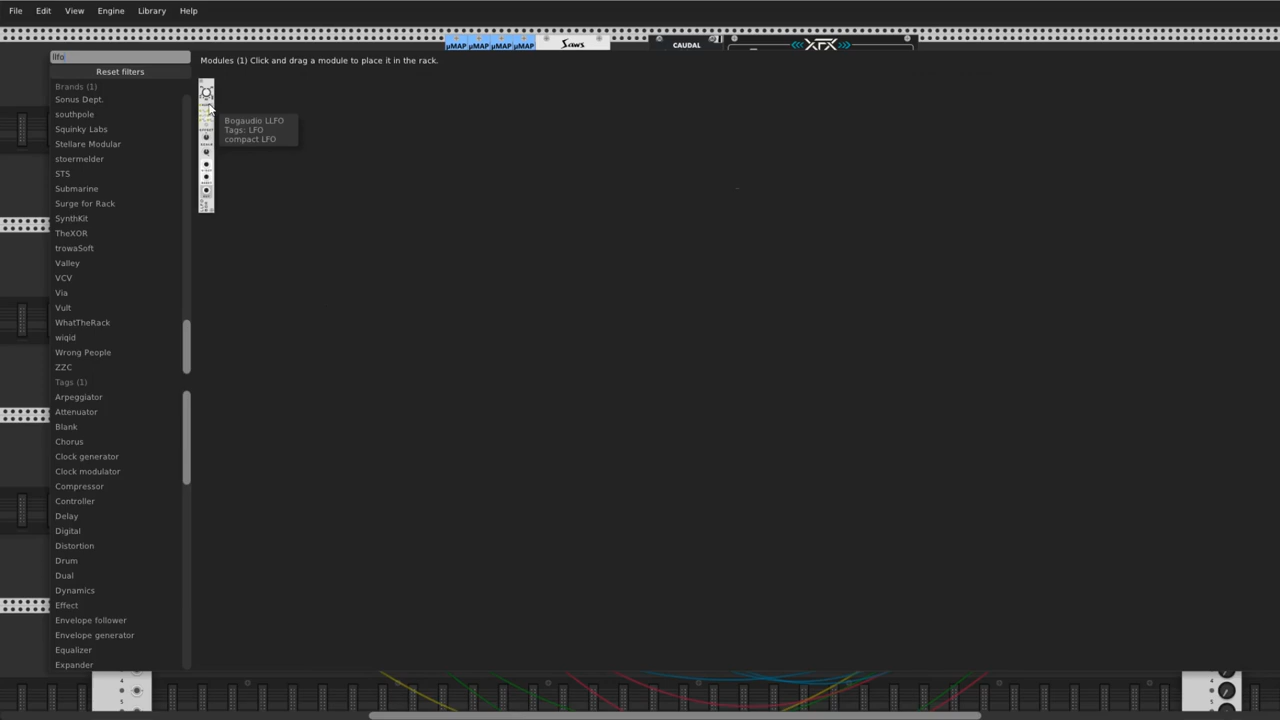 File Edit View Engine Library Help
µMAP µMAP µMAP µMAP Saws CAUDAL XFX
llfo
Modules (1) Click and drag a module to place it in the rack.
Reset filters
Brands (1)
Sonus Dept.
southpole
Squinky Labs
Stellare Modular
stoermelder
STS
Submarine
Surge for Rack
SynthKit
TheXOR
trowaSoft
Valley
VCV
Via
Vult
WhatTheRack
wiqid
Wrong People
ZZC
Tags (1)
Arpeggiator
Attenuator
Blank
Chorus
Clock generator
Clock modulator
Compressor
Controller
Delay
Digital
Distortion
Drum
Dual
Dynamics
Effect
Envelope follower
Envelope generator
Equalizer
Expander
Bogaudio LLFO
Tags: LFO
compact LFO
4
5
4
5